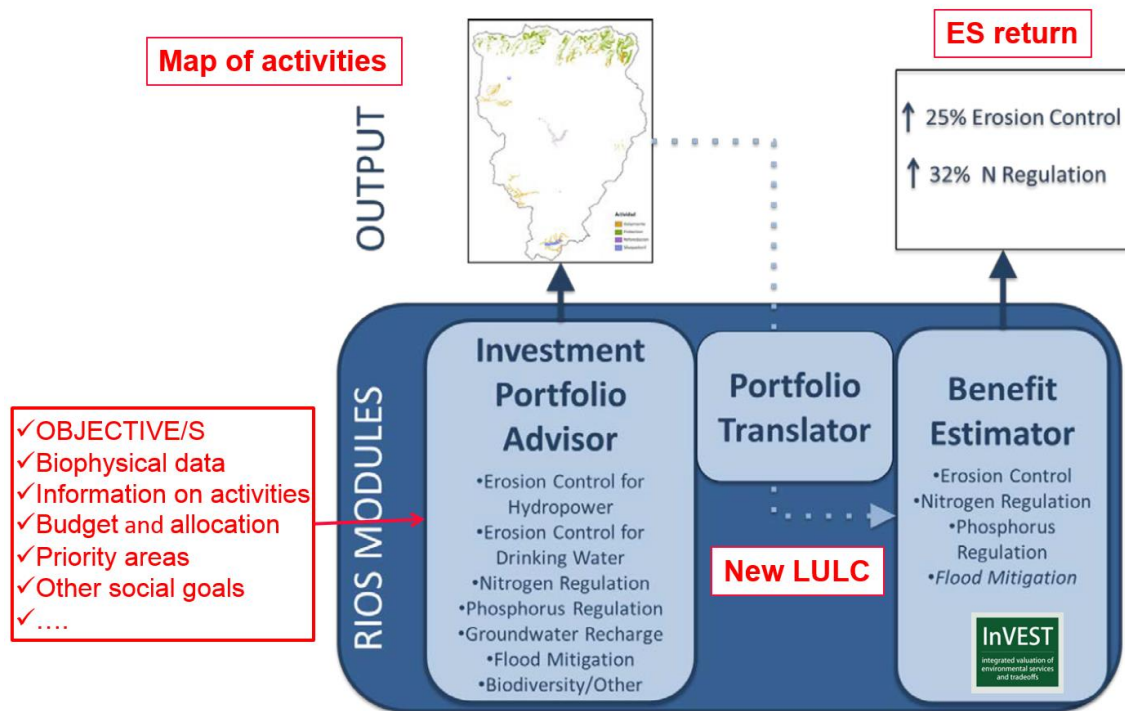 Map of activities
ES return
OUTPUT
Actividad
↑ 25% Erosion Control
↑ 32% N Regulation
✓OBJECTIVE/S
✓Biophysical data
✓Information on activities
✓Budget and allocation
✓Priority areas
✓Other social goals
✓....
RIOS MODULES
Investment
Portfolio
Advisor
•Erosion Control for
Hydropower
•Erosion Control for
Drinking Water
•Nitrogen Regulation
•Phosphorus Regulation
•Groundwater Recharge
•Flood Mitigation
•Biodiversity/Other
Portfolio
Translator
New LULC
Benefit
Estimator
•Erosion Control
•Nitrogen Regulation
•Phosphorus
Regulation
•Flood Mitigation
InVEST
integrated valuation of
environmental services
and tradeoffs